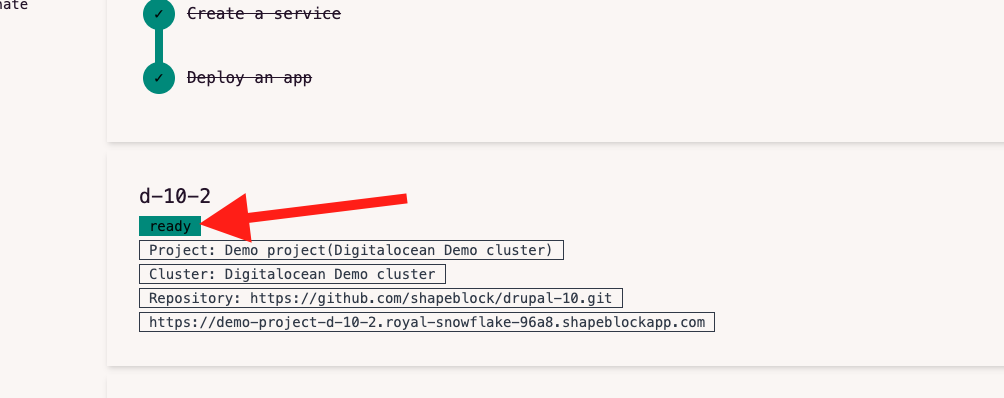 Create a service
Deploy an app
d-10-2
ready
Project: Demo project(Digitalocean Demo cluster)
Cluster: Digitalocean Demo cluster
Repository: https://github.com/shapeblock/drupal-10.git
https://demo-project-d-10-2.royal-snowflake-96a8.shapeblockapp.com